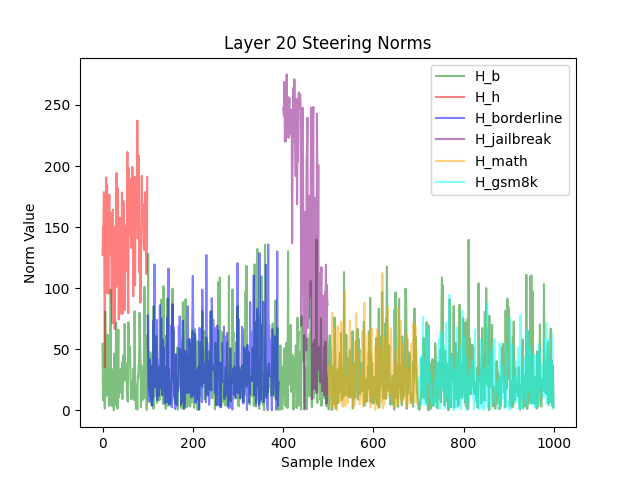 Layer 20 Steering Norms
H_b
H_h
H_borderline
H_jailbreak
H_math
H_gsm8k
Norm Value
250
200
150
100
50
0
0 200 400 600 800 1000
Sample Index